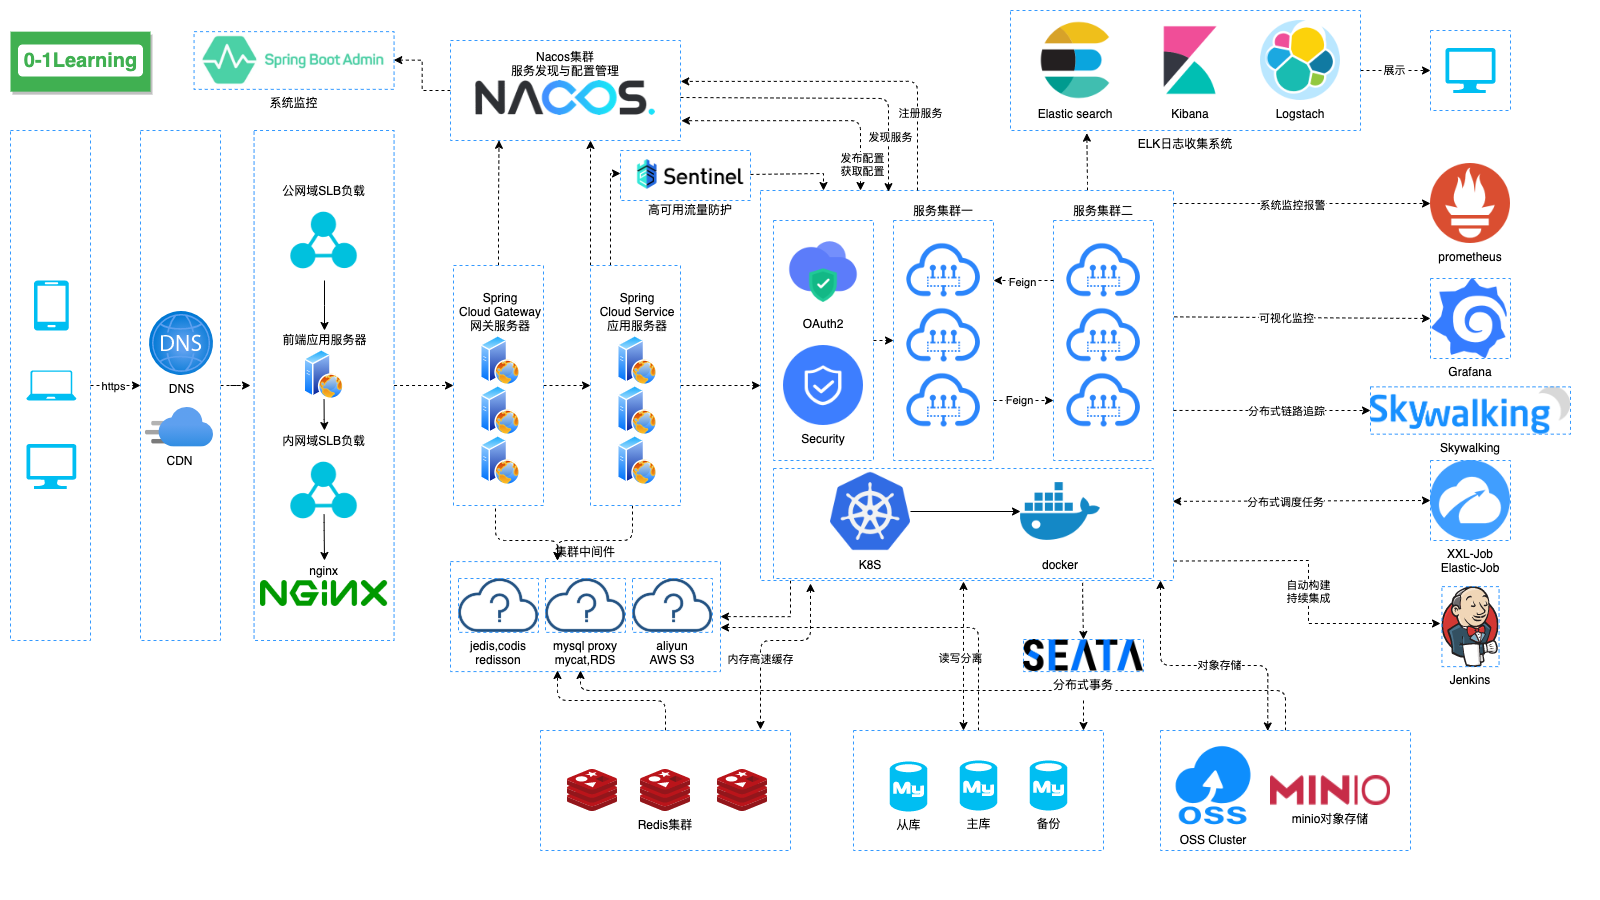 0-1Learning
Spring Boot Admin
系统监控
Nacos集群
服务发现与配置管理
NACOS.
注册服务
发现服务
发布配置
获取配置
Sentinel
高可用流量防护
Elastic search
Kibana
Logstach
ELK日志收集系统
展示
https
DNS
DNS
CDN
公网域SLB负载
前端应用服务器
内网域SLB负载
nginx
NGiNX
Spring
Cloud Gateway
网关服务器
Spring
Cloud Service
应用服务器
OAuth2
Security
服务集群一
服务集群二
Feign
Feign
K8S
docker
系统监控报警
prometheus
可视化监控
Grafana
分布式链路追踪
Skywalking
Skywalking
分布式调度任务
XXL-Job
Elastic-Job
自动构建
持续集成
Jenkins
集群中间件
?
?
?
jedis,codis
redisson
mysql proxy
mycat,RDS
aliyun
AWS S3
内存高速缓存
读写分离
SEATA
分布式事务
对象存储
Redis集群
My
My
My
从库
主库
备份
OSS
OSS Cluster
MINIO
minio对象存储